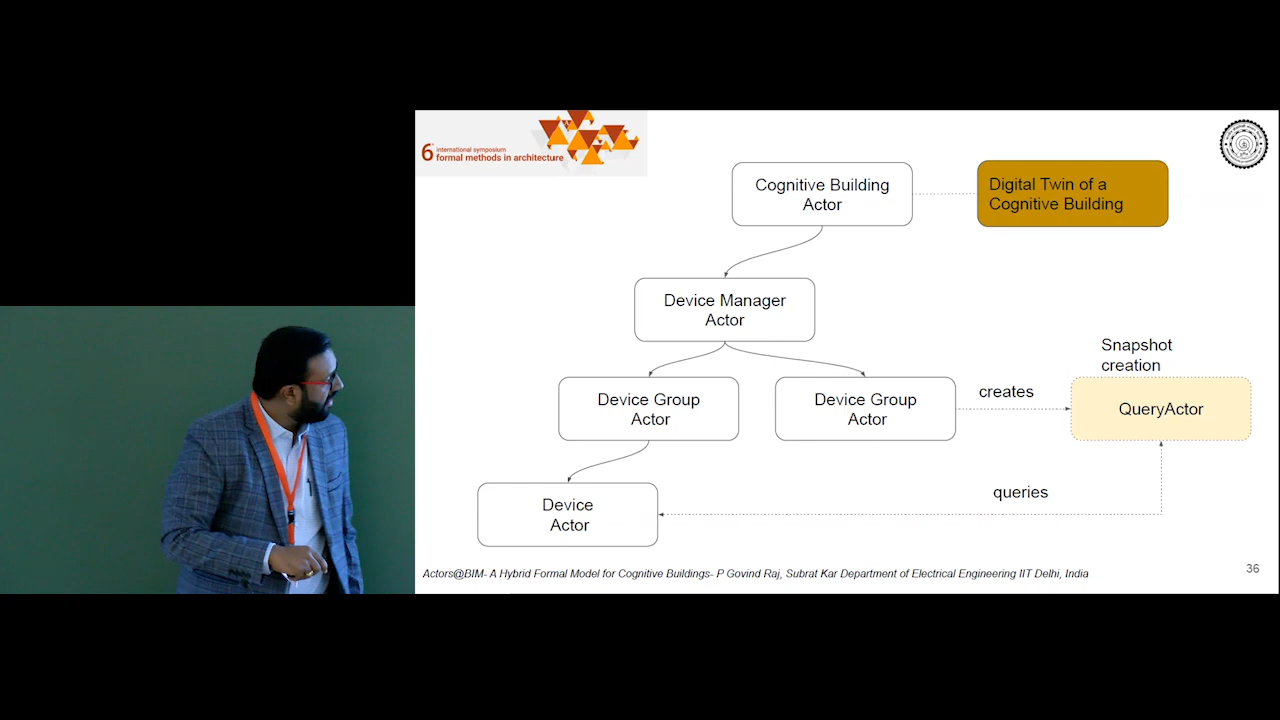 6th international symposium
formal methods in architecture
Cognitive Building
Actor
Digital Twin of a
Cognitive Building
Device Manager
Actor
Snapshot
creation
Device Group
Actor
Device Group
Actor
creates
QueryActor
queries
Device
Actor
Actors@BIM- A Hybrid Formal Model for Cognitive Buildings- P Govind Raj, Subrat Kar Department of Electrical Engineering IIT Delhi, India
36